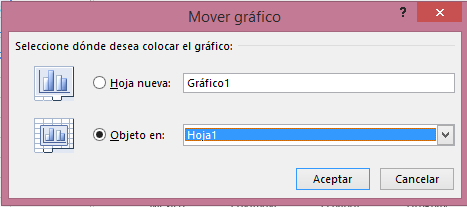 Mover gráfico
?
Seleccione dónde desea colocar el gráfico:
Hoja nueva:
Gráfico1
Objeto en:
Hoja1
Aceptar
Cancelar